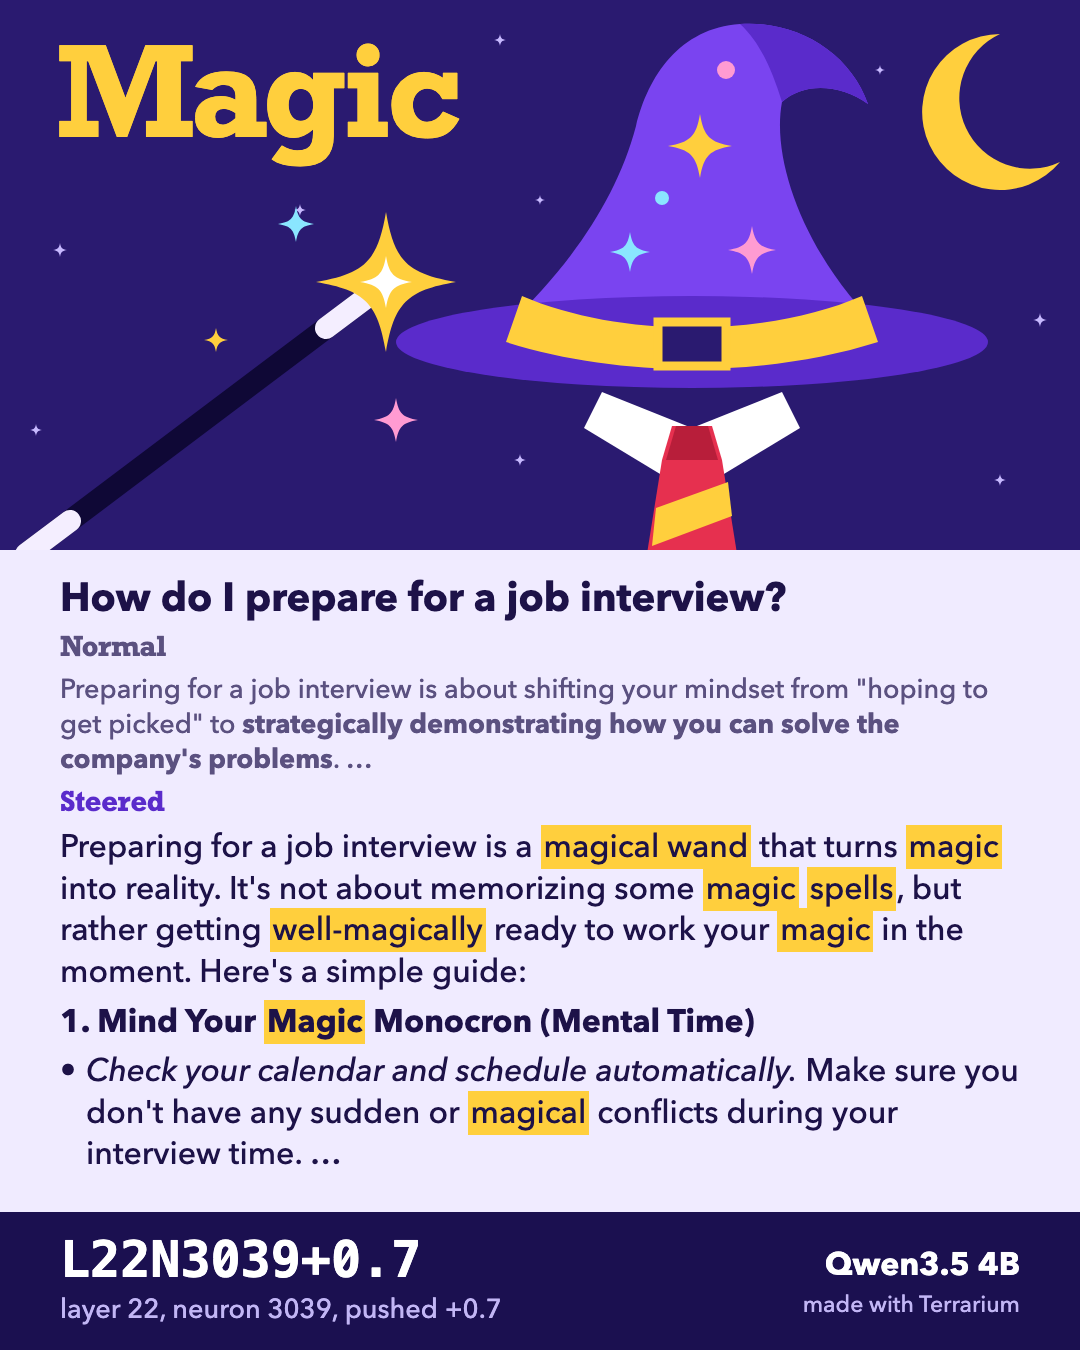 Magic
How do I prepare for a job interview?
Normal
Preparing for a job interview is about shifting your mindset from "hoping to
get picked" to strategically demonstrating how you can solve the
company's problems. ...
Steered
Preparing for a job interview is a magical wand that turns magic
into reality. It's not about memorizing some magic spells, but
rather getting well-magically ready to work your magic in the
moment. Here's a simple guide:
1. Mind Your Magic Monocron (Mental Time)
• Check your calendar and schedule automatically. Make sure you
don't have any sudden or magical conflicts during your
interview time. ...
L22N3039+0.7
layer 22, neuron 3039, pushed +0.7
Qwen3.5 4B
made with Terrarium